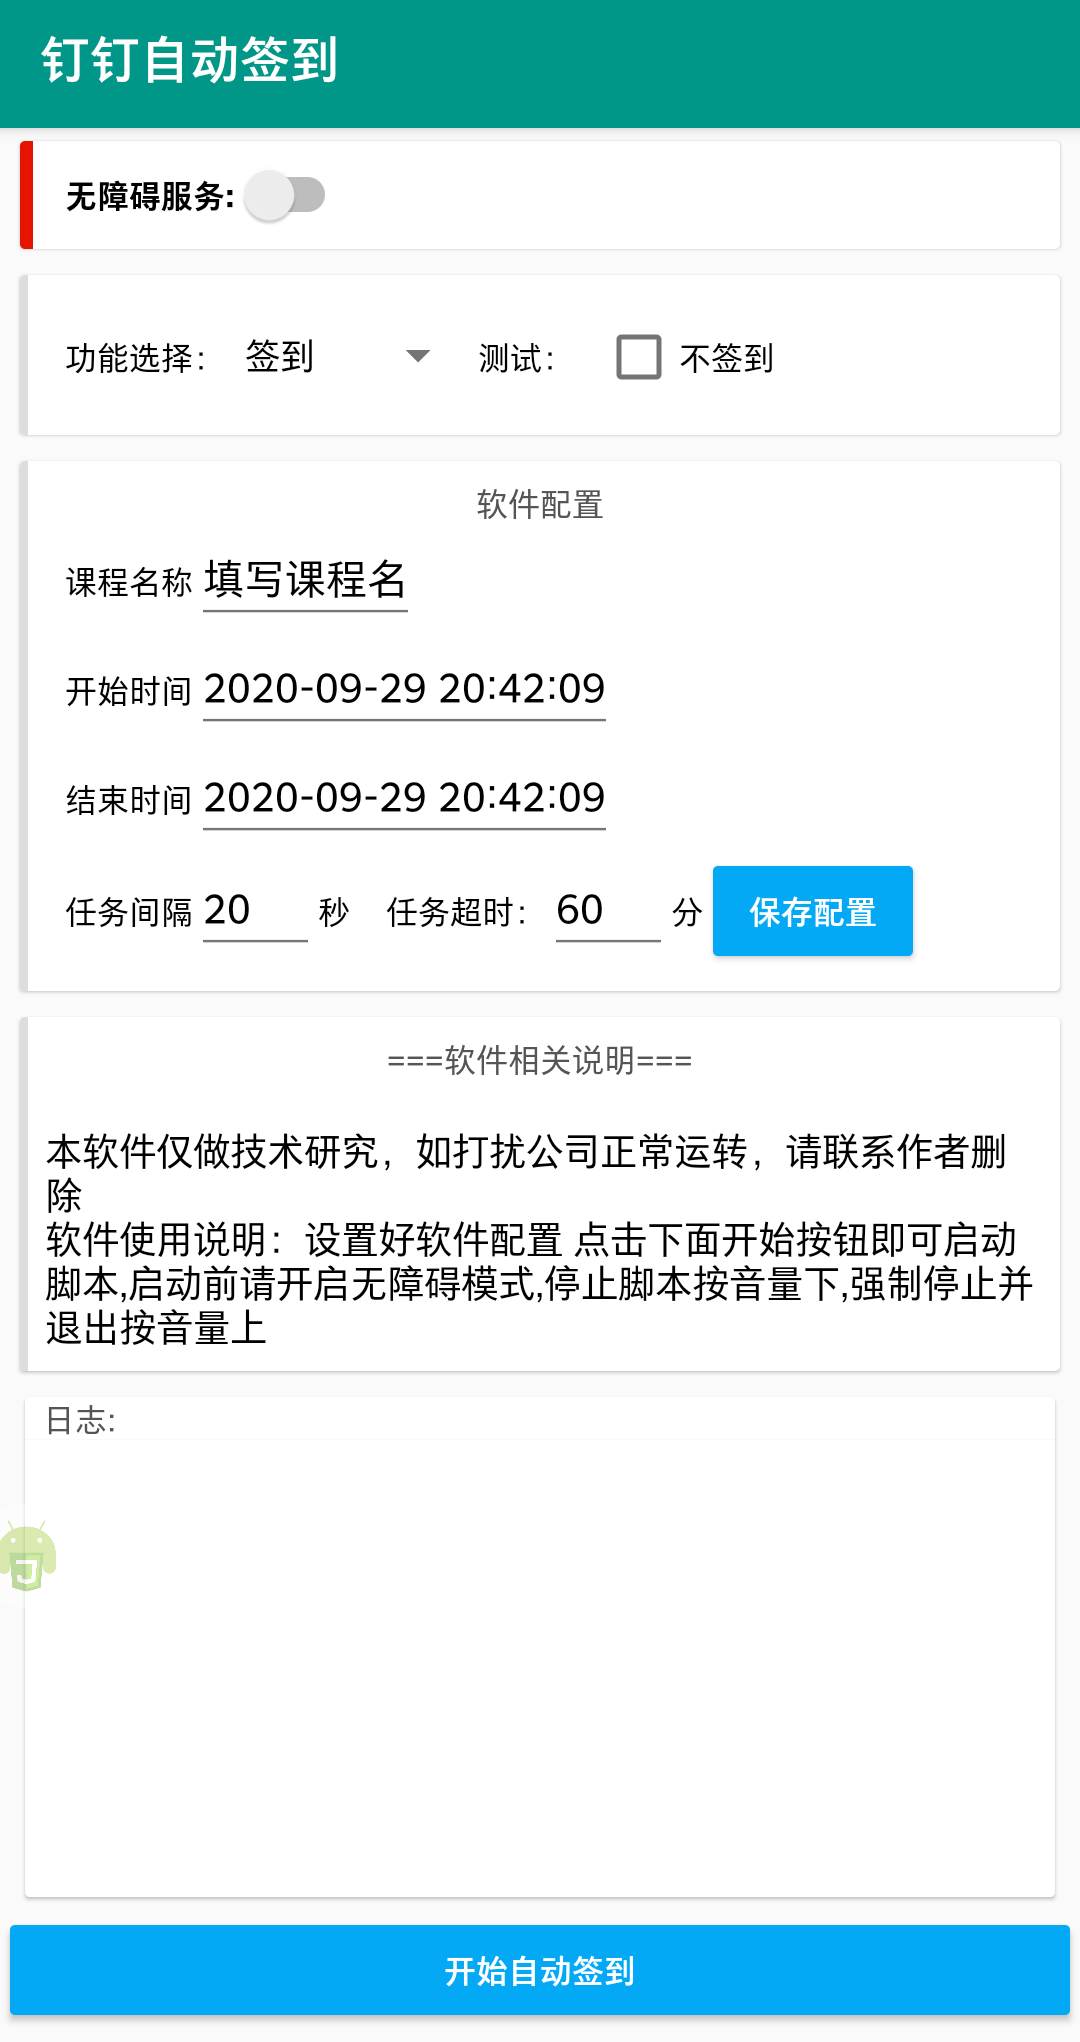 钉钉自动签到
无障碍服务:
功能选择： 签到 测试： 不签到
软件配置
课程名称 填写课程名
开始时间 2020-09-29 20:42:09
结束时间 2020-09-29 20:42:09
任务间隔 20 秒 任务超时： 60 分 保存配置
===软件相关说明===
本软件仅做技术研究，如打扰公司正常运转，请联系作者删
除
软件使用说明：设置好软件配置 点击下面开始按钮即可启动
脚本,启动前请开启无障碍模式,停止脚本按音量下,强制停止并
退出按音量上
日志:
J
开始自动签到